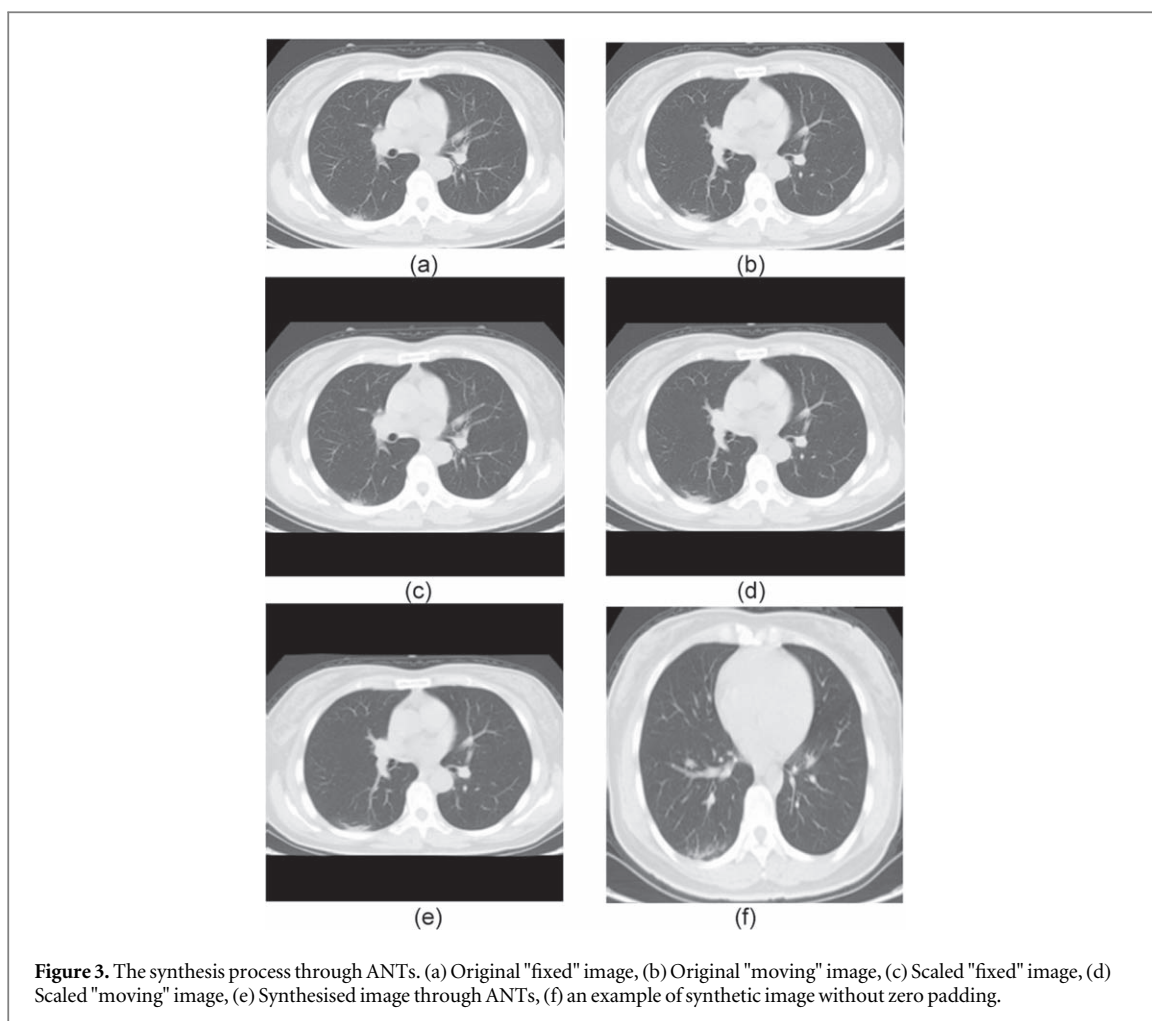 (a) (b)
(c) (d)
(e) (f)
Figure 3. The synthesis process through ANTs. (a) Original "fixed" image, (b) Original "moving" image, (c) Scaled "fixed" image, (d)
Scaled "moving" image, (e) Synthesised image through ANTs, (f) an example of synthetic image without zero padding.